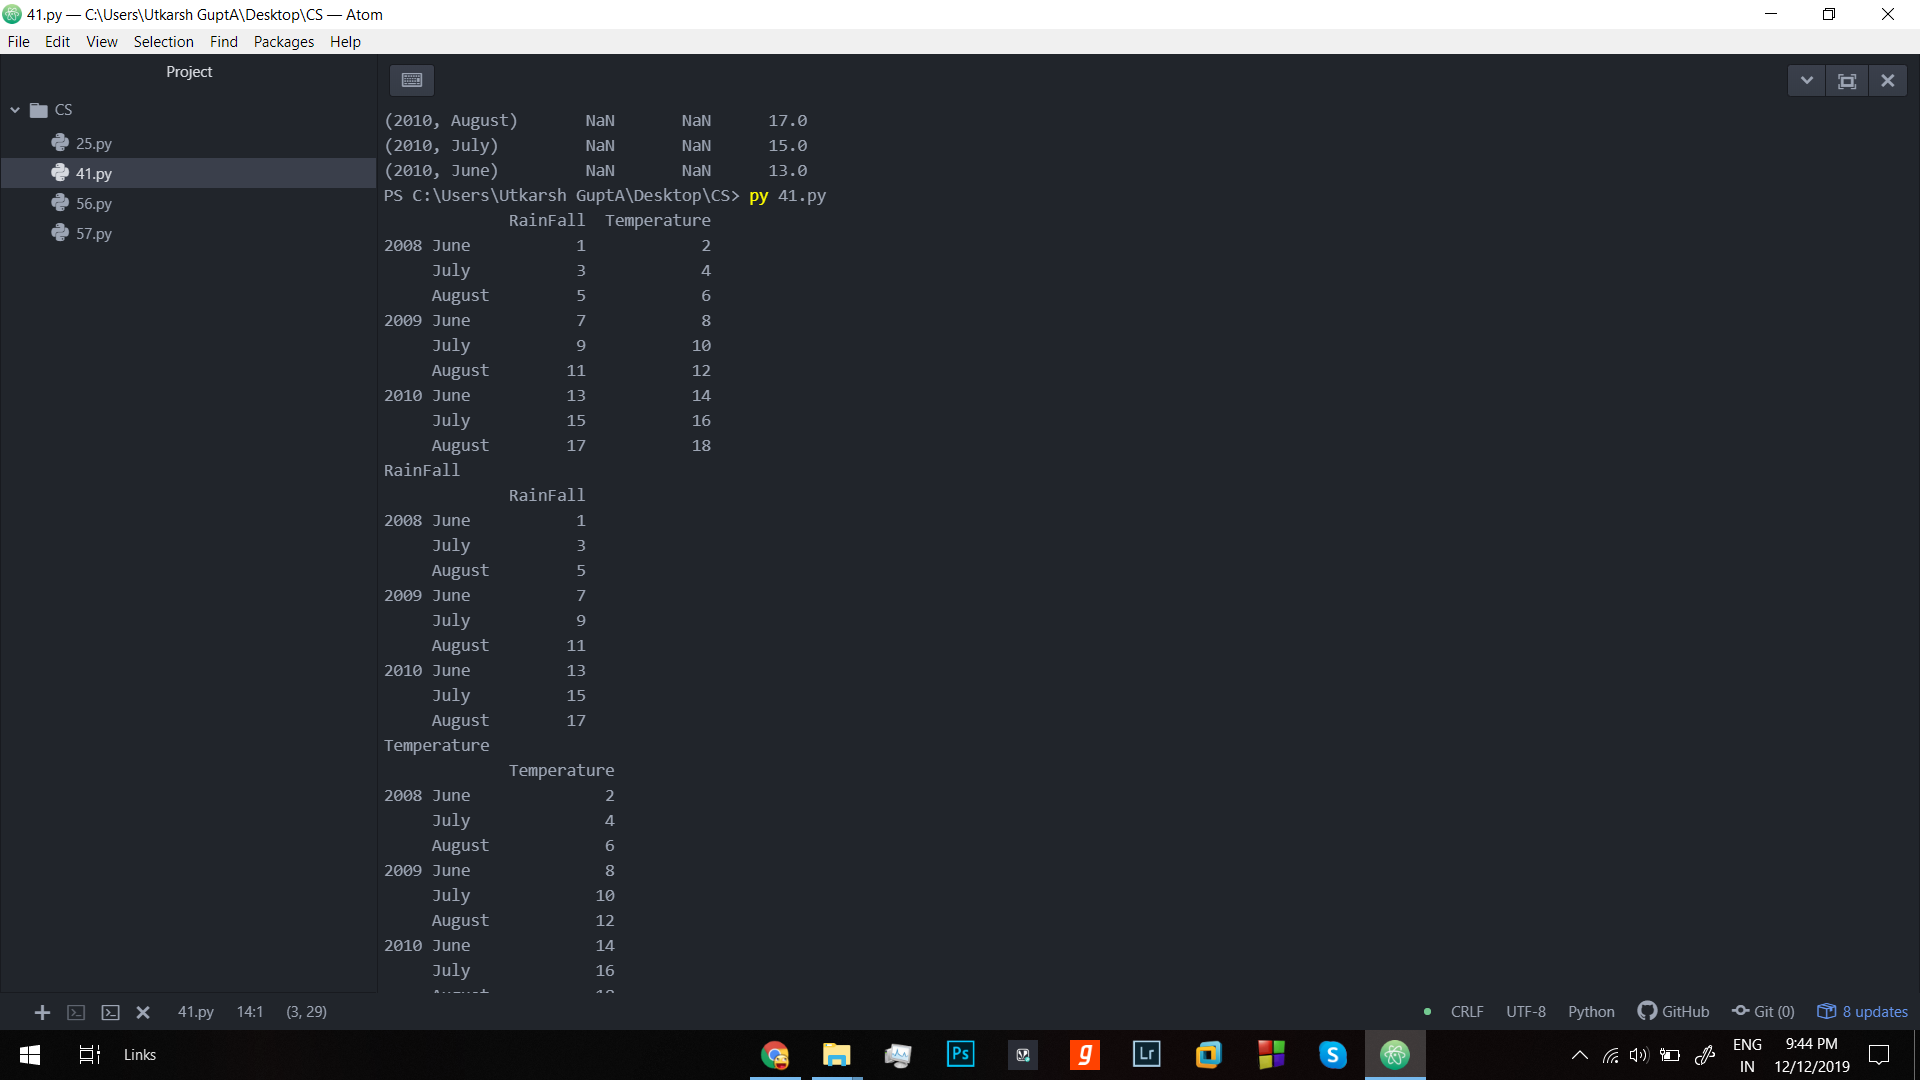 41.py — C:\Users\Utkarsh GuptA\Desktop\CS — Atom
File Edit View Selection Find Packages Help
Project
CS
25.py
41.py
56.py
57.py
(2010, August) NaN NaN 17.0
(2010, July) NaN NaN 15.0
(2010, June) NaN NaN 13.0
PS C:\Users\Utkarsh GuptA\Desktop\CS> py 41.py
RainFall Temperature
2008 June 1 2
July 3 4
August 5 6
2009 June 7 8
July 9 10
August 11 12
2010 June 13 14
July 15 16
August 17 18
RainFall
RainFall
2008 June 1
July 3
August 5
2009 June 7
July 9
August 11
2010 June 13
July 15
August 17
Temperature
Temperature
2008 June 2
July 4
August 6
2009 June 8
July 10
August 12
2010 June 14
July 16
August 18
41.py 14:1 (3, 29) CRLF UTF-8 Python GitHub Git (0) 8 updates
Links Ps g Lr S ENG 9:44 PM
IN 12/12/2019